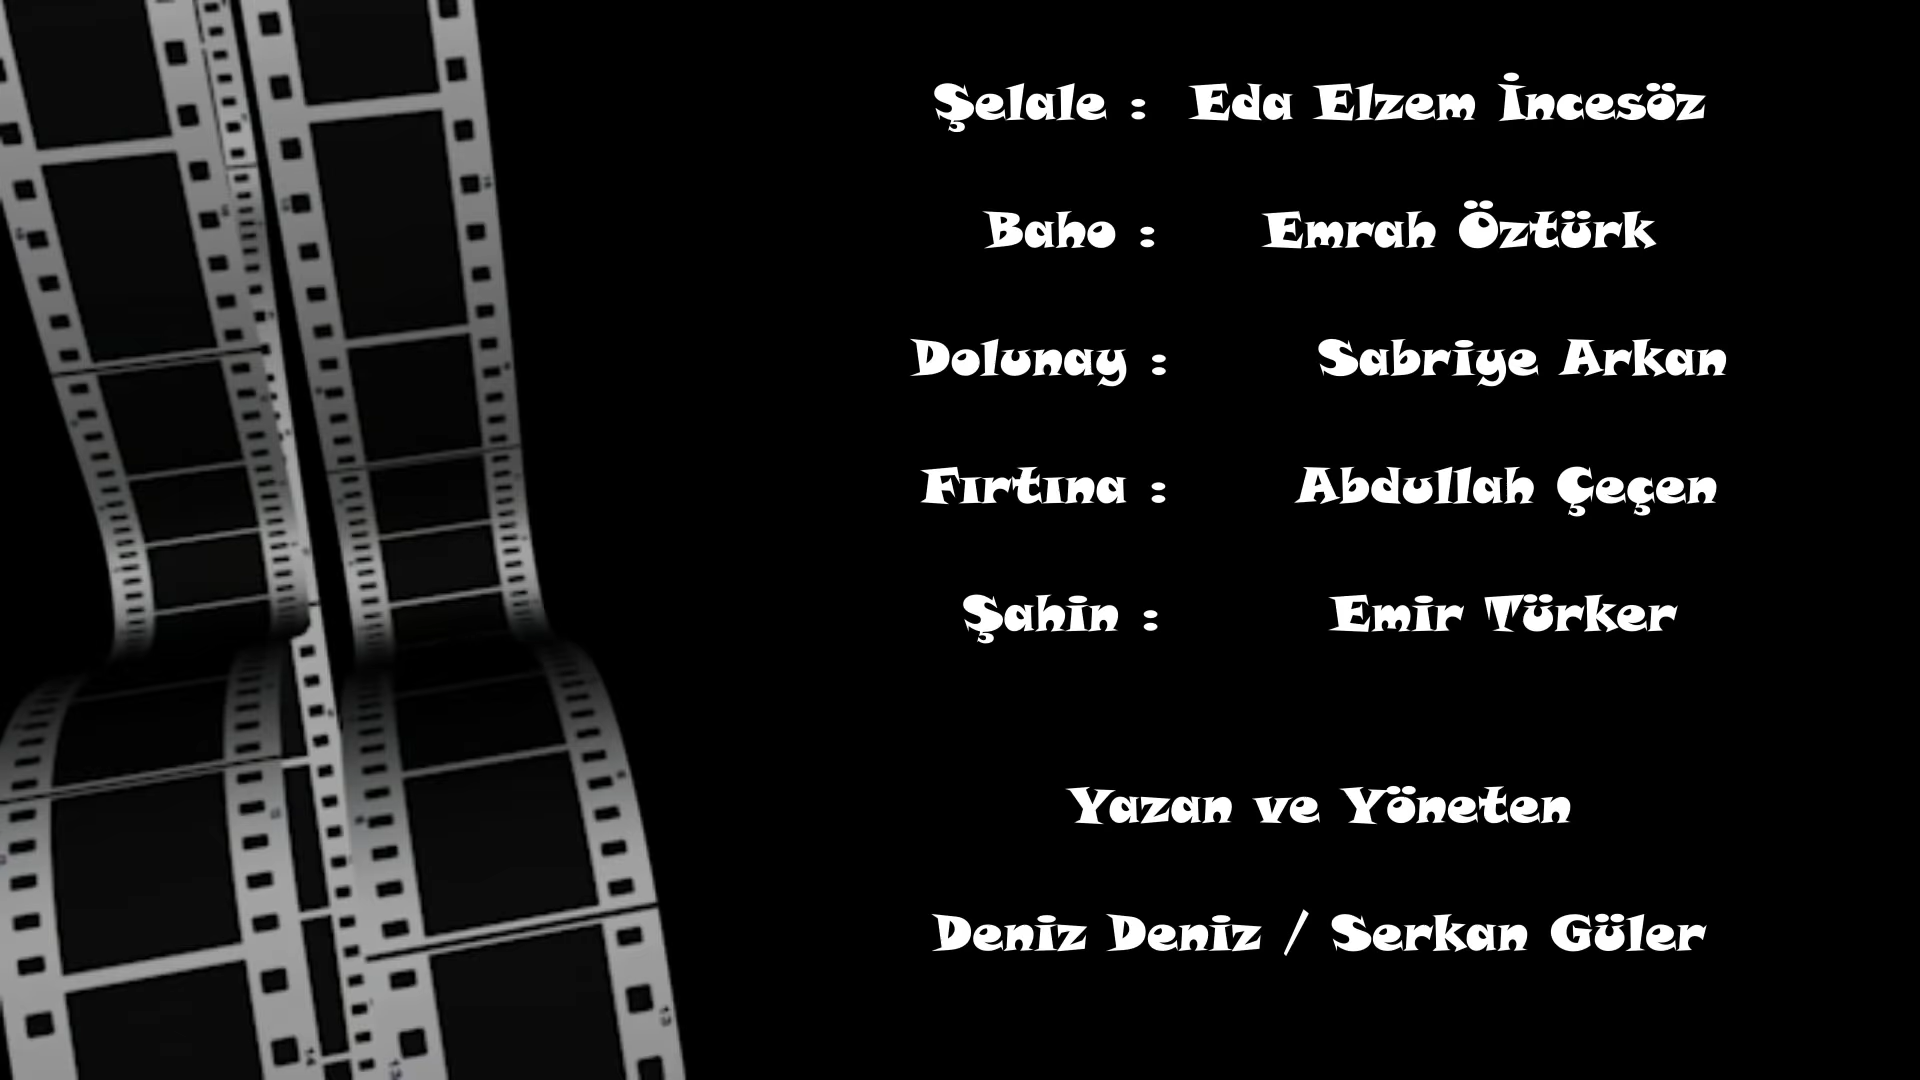 Şelale : Eda Elzem İncesöz
Baho : Emrah Öztürk
Dolunay : Sabriye Arkan
Fırtına : Abdullah Çeçen
Şahin : Emir Türker
Yazan ve Yöneten
Deniz Deniz / Serkan Güler